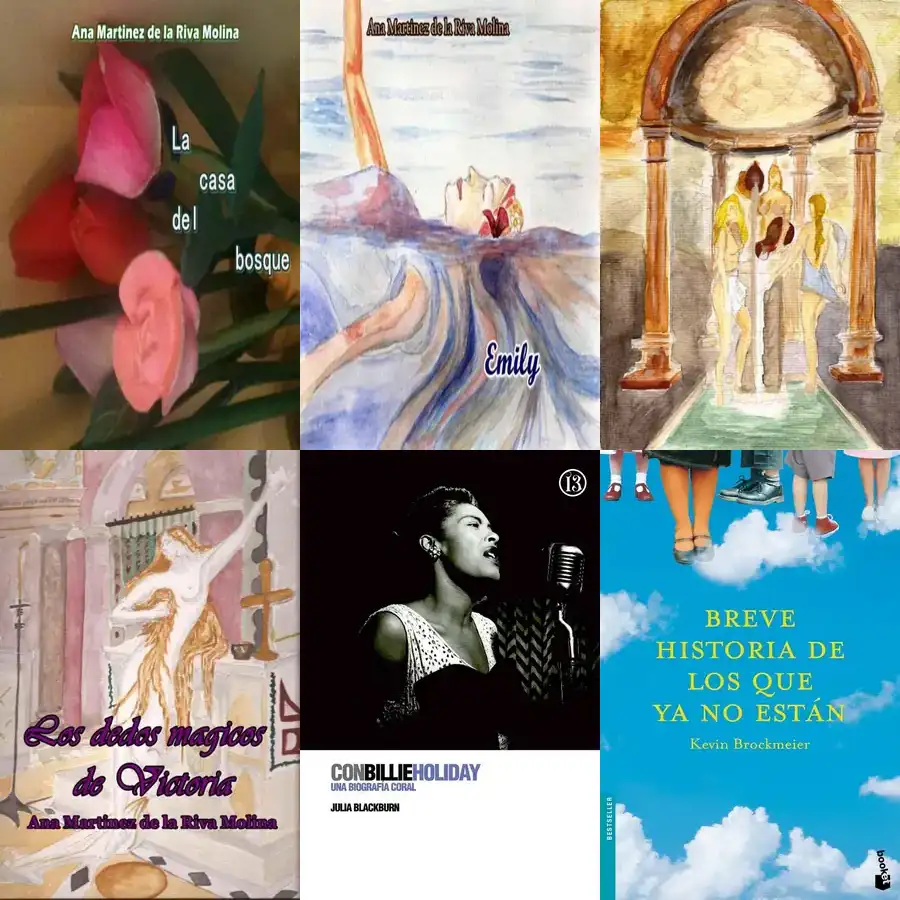 Ana Martinez de la Riva Molina
La
casa
del
bosque
Ana Martinez de la Riva Molina
Emily
Los dedos magicos
de Victoria
Ana Martinez de la Riva Molina
13
CONBILLIEHOLIDAY
UNA BIOGRAFÍA CORAL
JULIA BLACKBURN
BREVE
HISTORIA DE
LOS QUE
YA NO ESTÁN
Kevin Brockmeier
BESTSELLER
booket